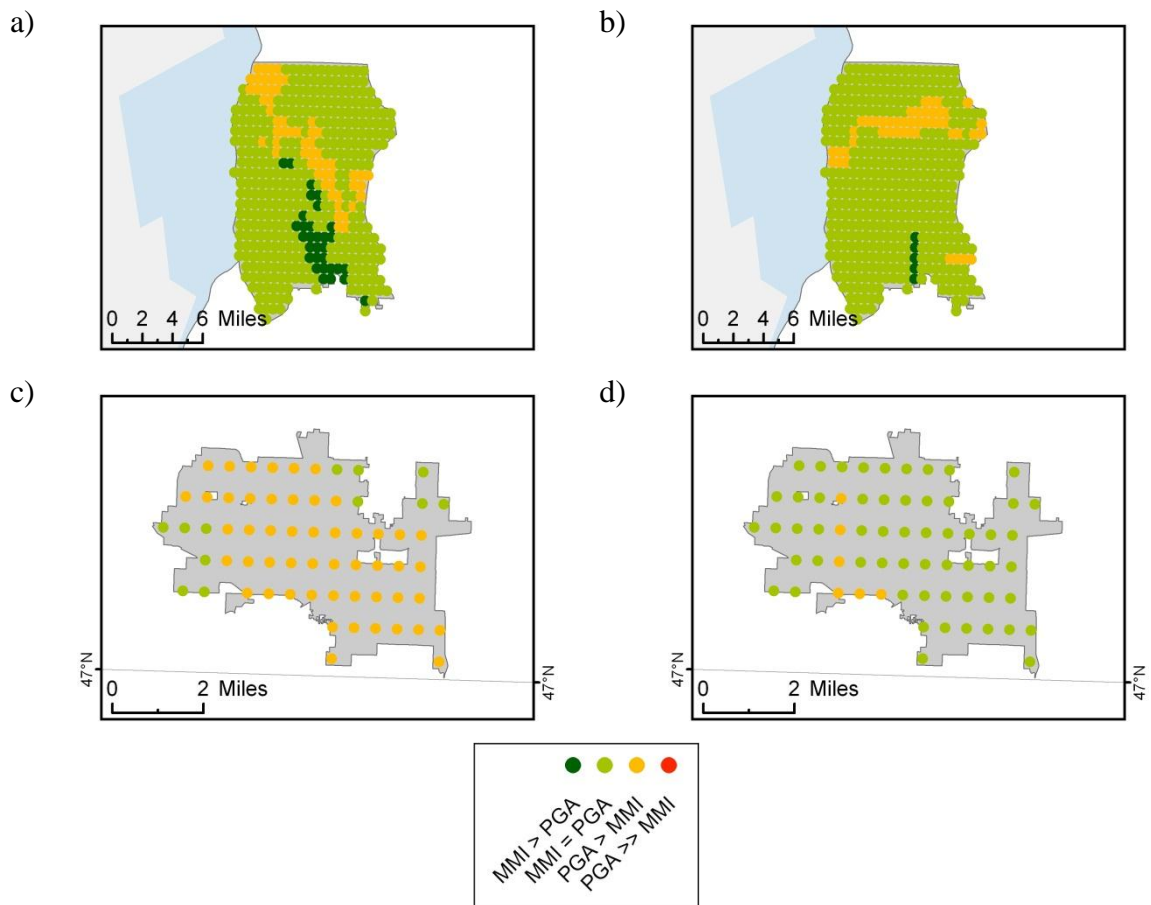 a)
b)
0 2 4 6 Miles
0 2 4 6 Miles
c)
d)
47°N
47°N
47°N
47°N
0 2 Miles
0 2 Miles
MMI > PGA
MMI = PGA
PGA > MMI
PGA >> MMI